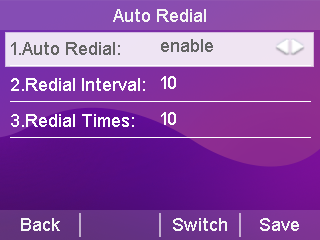 Auto Redial
1.Auto Redial: enable
2.Redial Interval: 10
3.Redial Times: 10
Back Switch Save